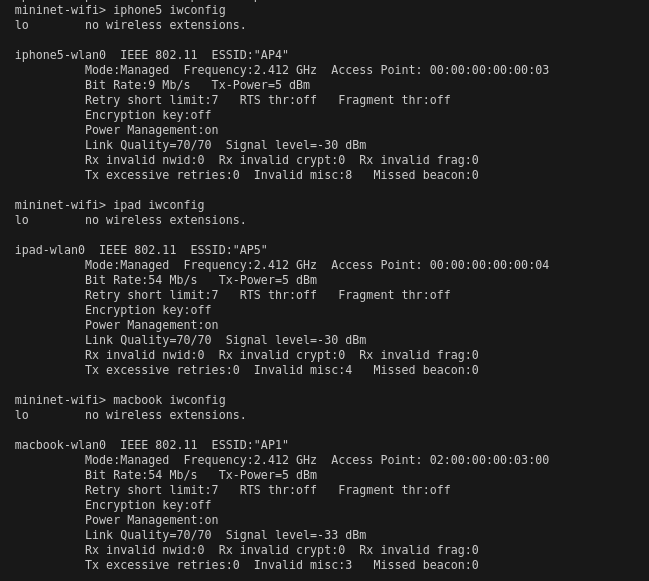 mininet-wifi> iphone5 iwconfig
lo        no wireless extensions.

iphone5-wlan0  IEEE 802.11  ESSID:"AP4"
          Mode:Managed  Frequency:2.412 GHz  Access Point: 00:00:00:00:00:03
          Bit Rate:9 Mb/s   Tx-Power=5 dBm
          Retry short limit:7   RTS thr:off   Fragment thr:off
          Encryption key:off
          Power Management:on
          Link Quality=70/70  Signal level=-30 dBm
          Rx invalid nwid:0  Rx invalid crypt:0  Rx invalid frag:0
          Tx excessive retries:0  Invalid misc:8   Missed beacon:0

mininet-wifi> ipad iwconfig
lo        no wireless extensions.

ipad-wlan0  IEEE 802.11  ESSID:"AP5"
          Mode:Managed  Frequency:2.412 GHz  Access Point: 00:00:00:00:00:04
          Bit Rate:54 Mb/s   Tx-Power=5 dBm
          Retry short limit:7   RTS thr:off   Fragment thr:off
          Encryption key:off
          Power Management:on
          Link Quality=70/70  Signal level=-30 dBm
          Rx invalid nwid:0  Rx invalid crypt:0  Rx invalid frag:0
          Tx excessive retries:0  Invalid misc:4   Missed beacon:0

mininet-wifi> macbook iwconfig
lo        no wireless extensions.

macbook-wlan0  IEEE 802.11  ESSID:"AP1"
          Mode:Managed  Frequency:2.412 GHz  Access Point: 02:00:00:00:03:00
          Bit Rate:54 Mb/s   Tx-Power=5 dBm
          Retry short limit:7   RTS thr:off   Fragment thr:off
          Encryption key:off
          Power Management:on
          Link Quality=70/70  Signal level=-33 dBm
          Rx invalid nwid:0  Rx invalid crypt:0  Rx invalid frag:0
          Tx excessive retries:0  Invalid misc:3   Missed beacon:0